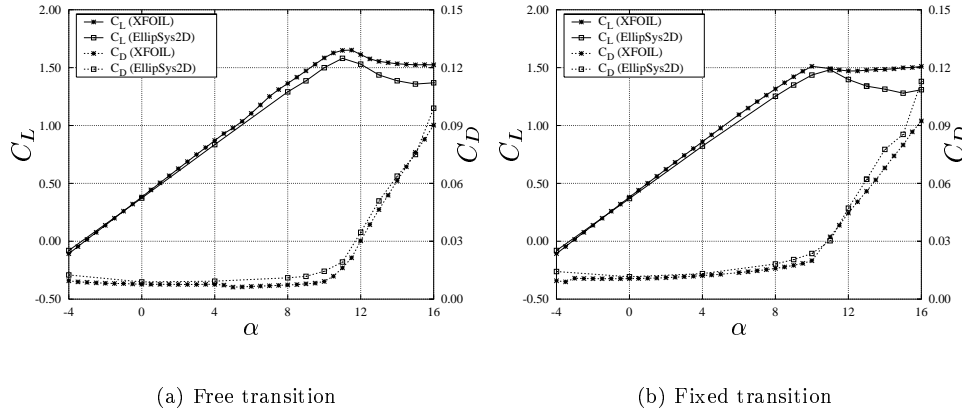 2.00
1.50
1.00
0.50
0.00
-0.50
C_L
0.15
0.12
0.09
0.06
0.03
0.00
C_D
-4 0 4 8 12 16
α
C_L (XFOIL)
C_L (EllipSys2D)
C_D (XFOIL)
C_D (EllipSys2D)
(a) Free transition
2.00
1.50
1.00
0.50
0.00
-0.50
C_L
0.15
0.12
0.09
0.06
0.03
0.00
C_D
-4 0 4 8 12 16
α
C_L (XFOIL)
C_L (EllipSys2D)
C_D (XFOIL)
C_D (EllipSys2D)
(b) Fixed transition